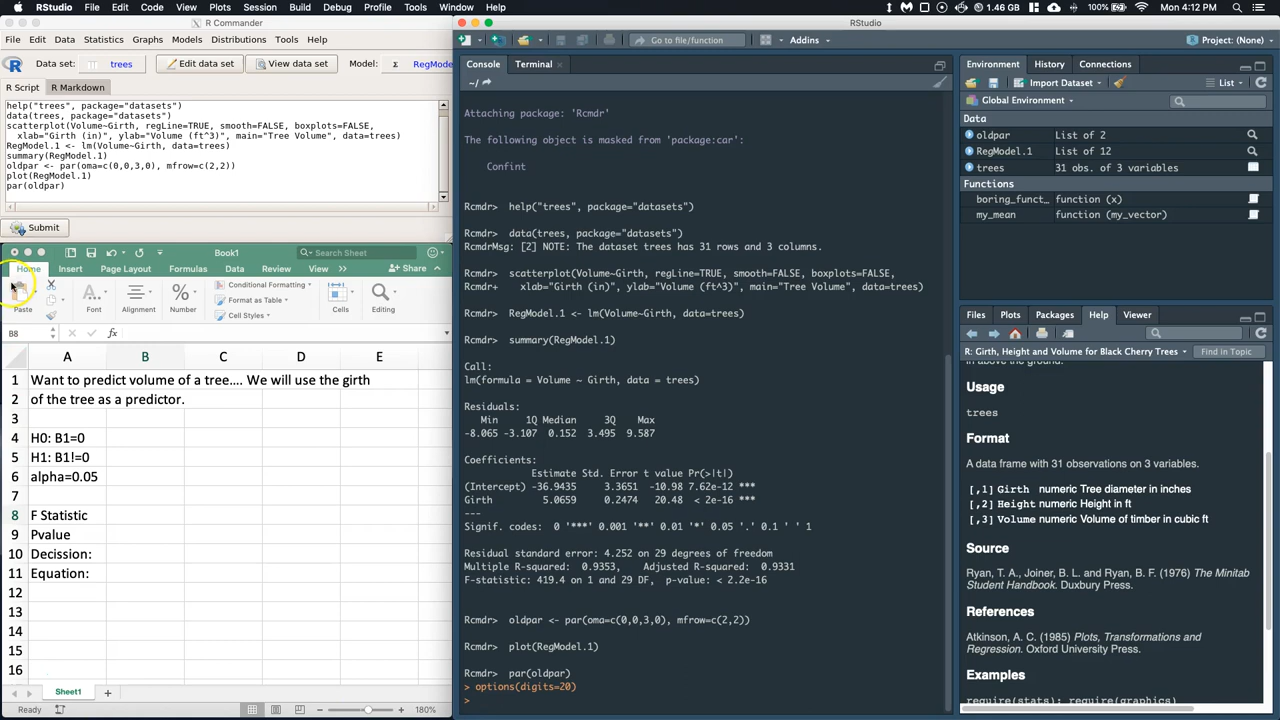 RStudio File Edit Code View Plots Session Build Debug Profile Tools Window Help 1.46 GB 100% Mon 4:12 PM
R Commander
File Edit Data Statistics Graphs Models Distributions Tools Help
Data set: trees Edit data set View data set Model: Σ RegMode
R Script R Markdown
help("trees", package="datasets")
data(trees, package="datasets")
scatterplot(Volume~Girth, regLine=TRUE, smooth=FALSE, boxplots=FALSE,
xlab="Girth (in)", ylab="Volume (ft^3)", main="Tree Volume", data=trees)
RegModel.1 <- lm(Volume~Girth, data=trees)
summary(RegModel.1)
oldpar <- par(oma=c(0,0,3,0), mfrow=c(2,2))
plot(RegModel.1)
par(oldpar)
Submit
Book1 Search Sheet
Home Insert Page Layout Formulas Data Review View >> Share
Paste Font Alignment Number Conditional Formatting Format as Table Cell Styles Cells Editing
B8 fx
A B C D E
1 Want to predict volume of a tree.... We will use the girth
2 of the tree as a predictor.
3
4 H0: B1=0
5 H1: B1!=0
6 alpha=0.05
7
8 F Statistic
9 Pvalue
10 Decission:
11 Equation:
12
13
14
15
16
Sheet1 +
Ready 180%
RStudio
Go to file/function Addins Project: (None)
Console Terminal
~/
Attaching package: 'Rcmdr'
The following object is masked from 'package:car':
Confint
Rcmdr> help("trees", package="datasets")
Rcmdr> data(trees, package="datasets")
RcmdrMsg: [2] NOTE: The dataset trees has 31 rows and 3 columns.
Rcmdr> scatterplot(Volume~Girth, regLine=TRUE, smooth=FALSE, boxplots=FALSE,
Rcmdr+ xlab="Girth (in)", ylab="Volume (ft^3)", main="Tree Volume", data=trees)
Rcmdr> RegModel.1 <- lm(Volume~Girth, data=trees)
Rcmdr> summary(RegModel.1)
Call:
lm(formula = Volume ~ Girth, data = trees)
Residuals:
Min 1Q Median 3Q Max
-8.065 -3.107 0.152 3.495 9.587
Coefficients:
Estimate Std. Error t value Pr(>|t|)
(Intercept) -36.9435 3.3651 -10.98 7.62e-12 ***
Girth 5.0659 0.2474 20.48 < 2e-16 ***
---
Signif. codes: 0 '***' 0.001 '**' 0.01 '*' 0.05 '.' 0.1 ' ' 1
Residual standard error: 4.252 on 29 degrees of freedom
Multiple R-squared: 0.9353, Adjusted R-squared: 0.9331
F-statistic: 419.4 on 1 and 29 DF, p-value: < 2.2e-16
Rcmdr> oldpar <- par(oma=c(0,0,3,0), mfrow=c(2,2))
Rcmdr> plot(RegModel.1)
Rcmdr> par(oldpar)
> options(digits=20)
>
Environment History Connections
Import Dataset List
Global Environment
Data
oldpar List of 2
RegModel.1 List of 12
trees 31 obs. of 3 variables
Functions
boring_funct… function (x)
my_mean function (my_vector)
Files Plots Packages Help Viewer
R: Girth, Height and Volume for Black Cherry Trees Find in Topic
in above the ground.
Usage
trees
Format
A data frame with 31 observations on 3 variables.
[,1] Girth numeric Tree diameter in inches
[,2] Height numeric Height in ft
[,3] Volume numeric Volume of timber in cubic ft
Source
Ryan, T. A., Joiner, B. L. and Ryan, B. F. (1976) The Minitab
Student Handbook. Duxbury Press.
References
Atkinson, A. C. (1985) Plots, Transformations and
Regression. Oxford University Press.
Examples
require(stats); require(graphics)